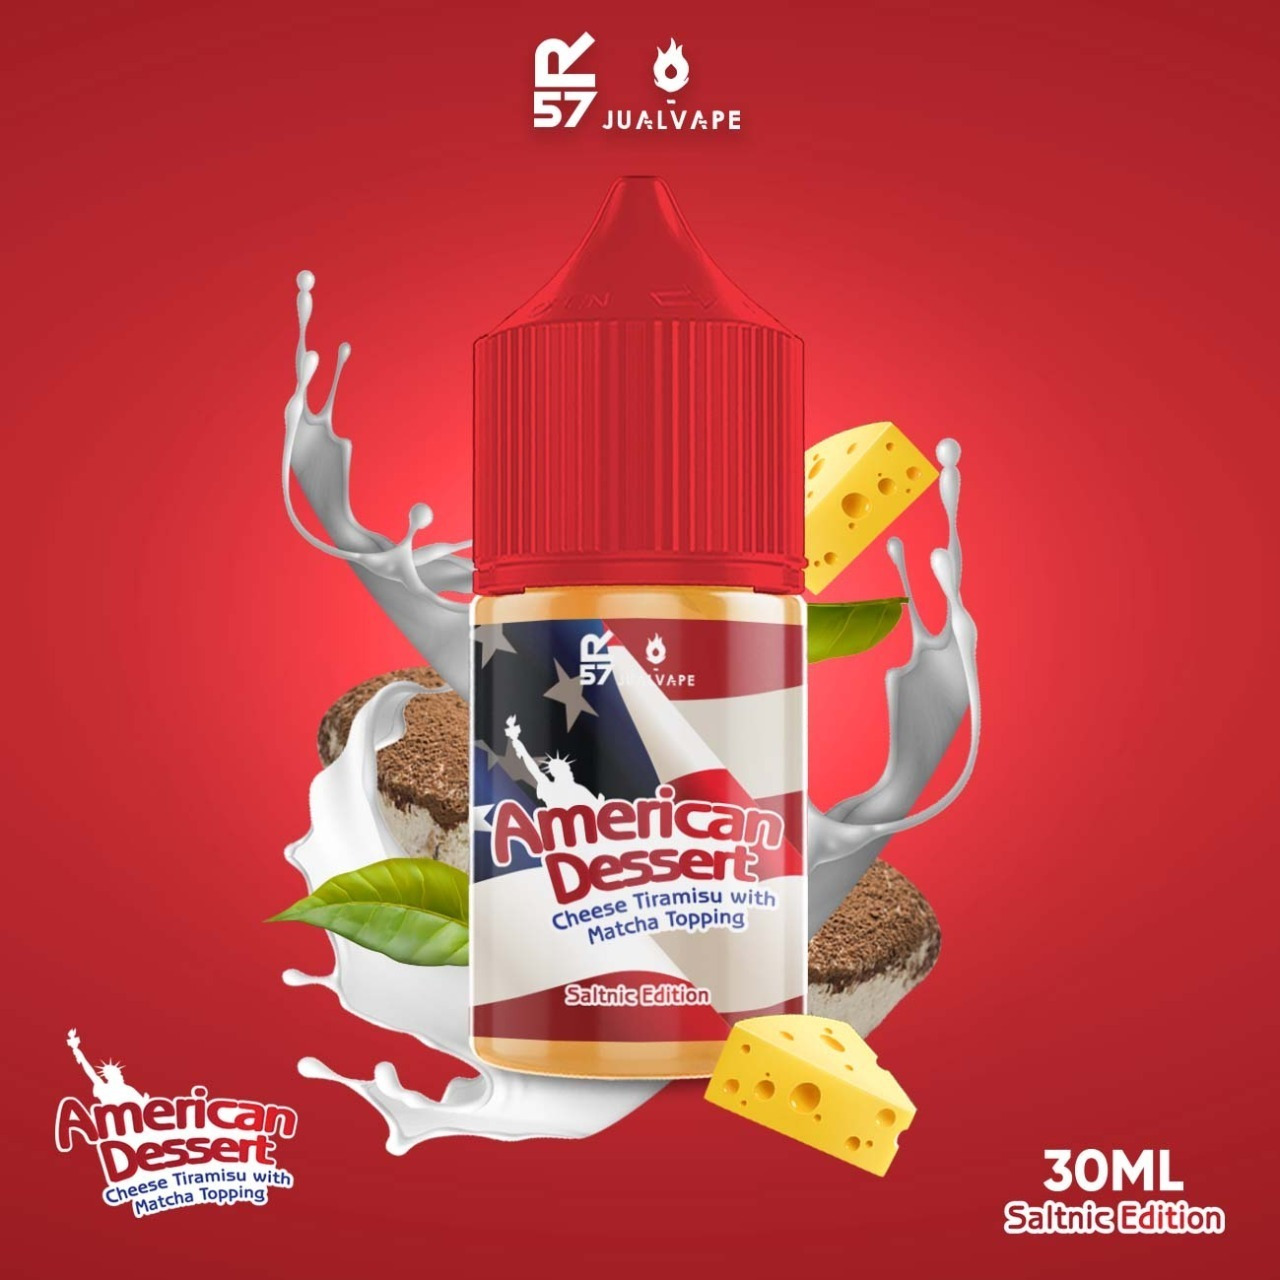 R
57
JUALVAPE
R
57
JUALVAPE
American
Dessert
Cheese Tiramisu with
Matcha Topping
Saltnic Edition
American
Dessert
Cheese Tiramisu with
Matcha Topping
30ML
Saltnic Edition